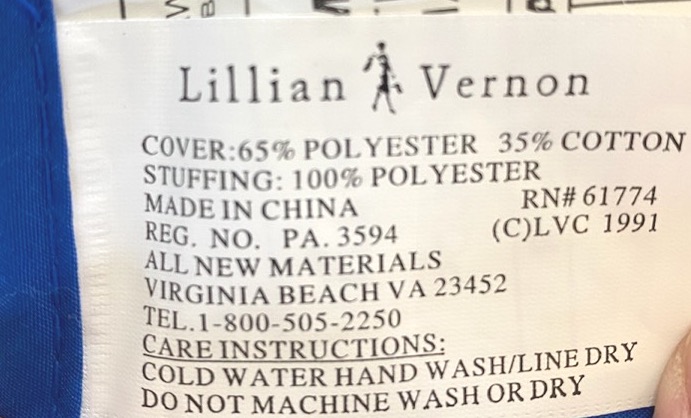 Lillian Vernon
COVER:65% POLYESTER 35% COTTON
STUFFING: 100% POLYESTER
MADE IN CHINA RN# 61774
REG. NO. PA. 3594 (C)LVC 1991
ALL NEW MATERIALS
VIRGINIA BEACH VA 23452
TEL.1-800-505-2250
CARE INSTRUCTIONS:
COLD WATER HAND WASH/LINE DRY
DO NOT MACHINE WASH OR DRY